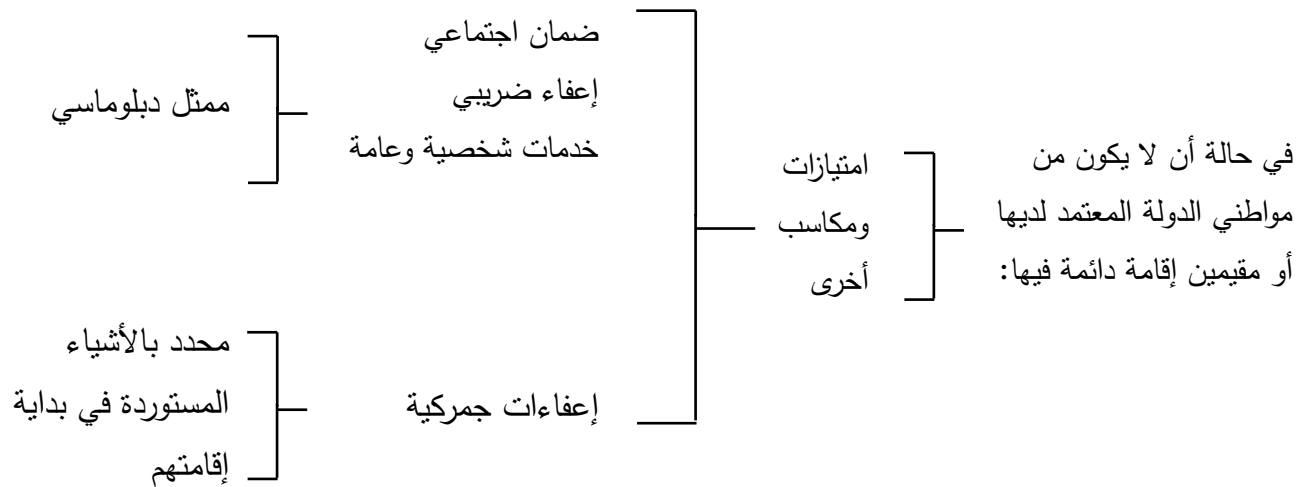 في حالة أن لا يكون من
مواطني الدولة المعتمد لديها
أو مقيمين إقامة دائمة فيها:
امتيازات
ومكاسب
أخرى
ضمان اجتماعي
إعفاء ضريبي
خدمات شخصية وعامة
ممثل دبلوماسي
إعفاءات جمركية
محدد بالأشياء
المستوردة في بداية
إقامتهم